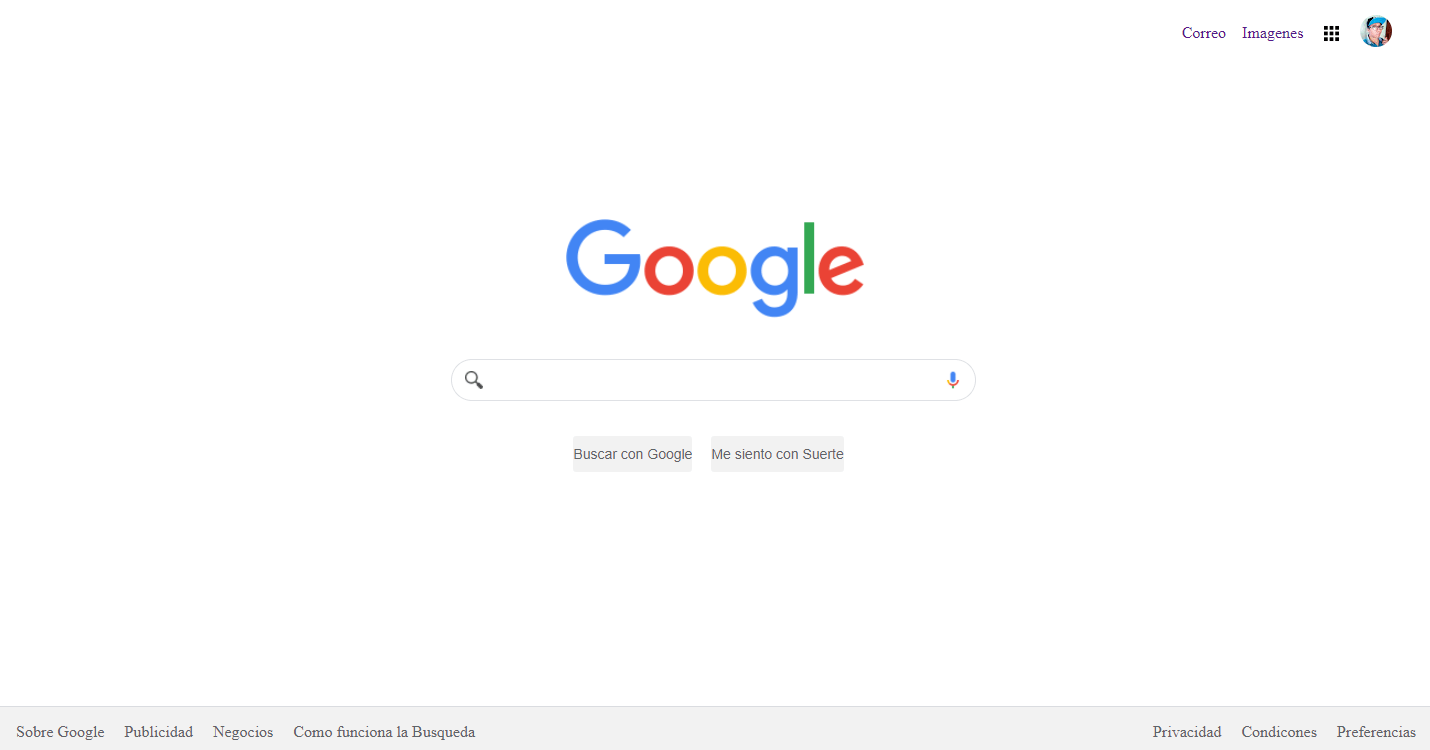 Correo Imagenes
Google
Buscar con Google Me siento con Suerte
Sobre Google Publicidad Negocios Como funciona la Busqueda Privacidad Condicones Preferencias